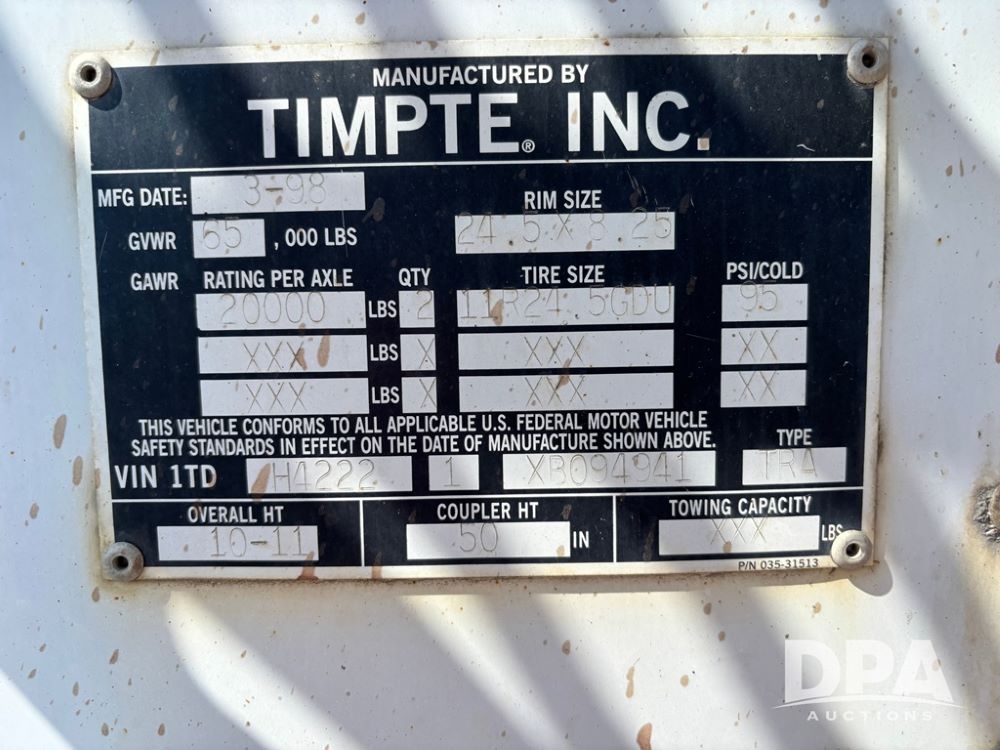 MANUFACTURED BY
TIMPTE® INC.
MFG DATE: 3-98
RIM SIZE
GVWR 65 ,000 LBS 24 5 X 8.25
GAWR RATING PER AXLE QTY TIRE SIZE PSI/COLD
20000 LBS 2 11R24 5GDU 95
XXX LBS X XXX XX
XXX LBS X XXX XX
THIS VEHICLE CONFORMS TO ALL APPLICABLE U.S. FEDERAL MOTOR VEHICLE
SAFETY STANDARDS IN EFFECT ON THE DATE OF MANUFACTURE SHOWN ABOVE. TYPE
VIN 1TD H4222 1 XB094941 TRA
OVERALL HT COUPLER HT TOWING CAPACITY
10-11 50 IN XXX LBS
P/N 035-31513
DPA
AUCTIONS